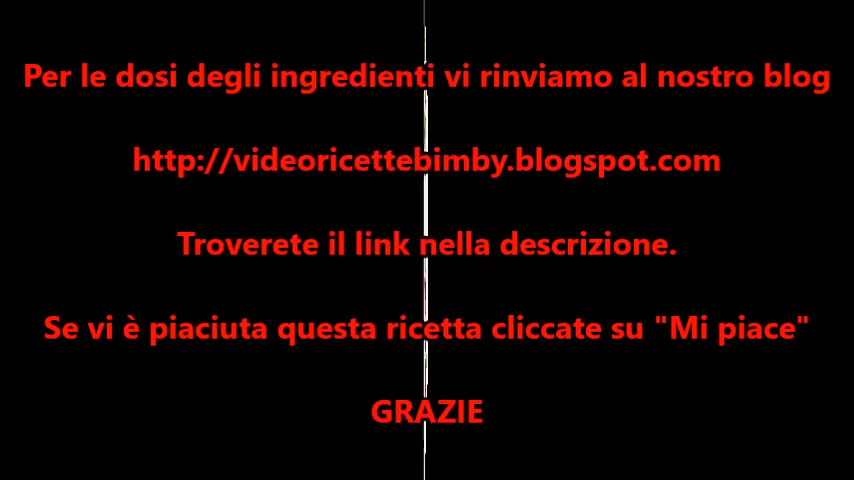 Per le dosi degli ingredienti vi rinviamo al nostro blog
http://videoricettebimby.blogspot.com
Troverete il link nella descrizione.
Se vi è piaciuta questa ricetta cliccate su "Mi piace"
GRAZIE